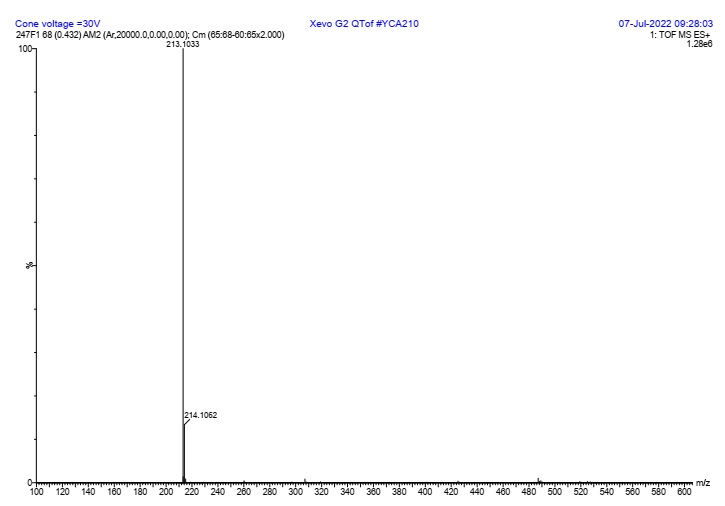 Cone voltage =30V Xevo G2 QTof #YCA210 07-Jul-2022 09:28:03
247F1 68 (0.432) AM2 (Ar,20000.0,0.00,0.00); Cm (65:68-60:65x2.000) 1: TOF MS ES+
213.1033 1.28e6
100
%
214.1062
0
m/z
100 120 140 160 180 200 220 240 260 280 300 320 340 360 380 400 420 440 460 480 500 520 540 560 580 600